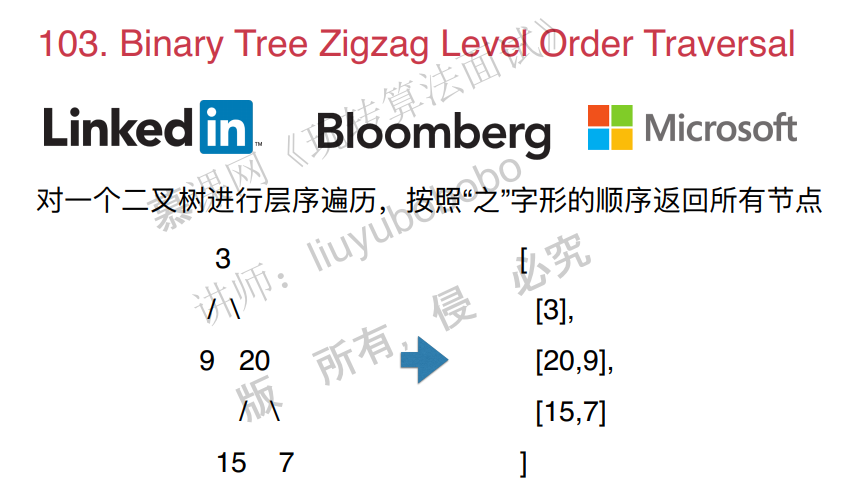 103. Binary Tree Zigzag Level Order Traversal
LinkedIn™ Bloomberg Microsoft
对一个二叉树进行层序遍历，按照“之”字形的顺序返回所有节点
3 [
/ \ [3],
9 20 [20,9],
/ \ [15,7]
15 7 ]
慕课网《玩转算法面试》
讲师：liuyubobobo
版 所有，侵 必究